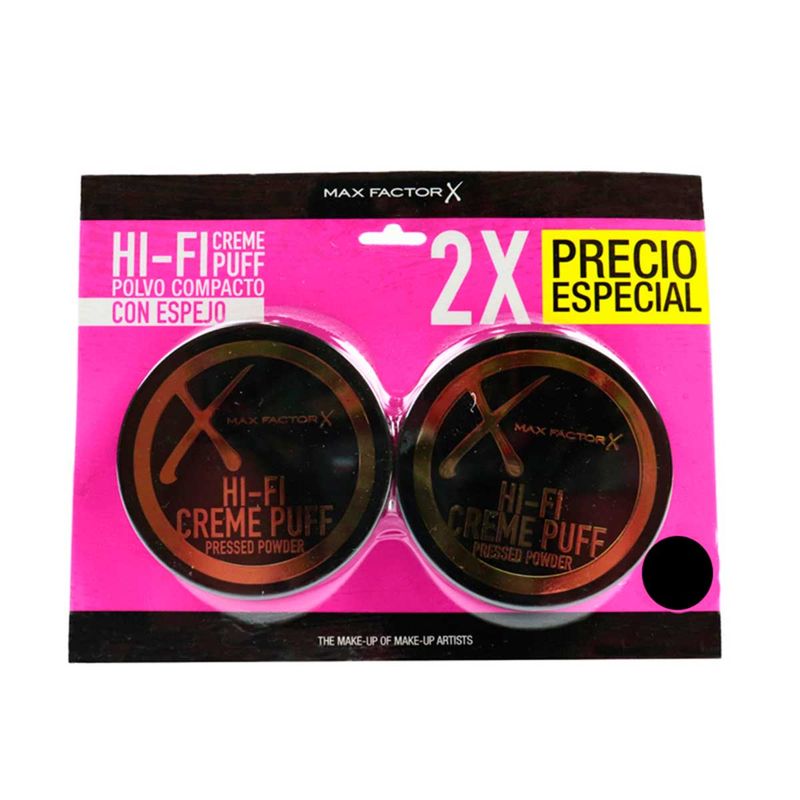 MAX FACTOR X
HI-FI CREME PUFF
POLVO COMPACTO
CON ESPEJO
2X
PRECIO
ESPECIAL
X
MAX FACTOR X
HI-FI
CREME PUFF
PRESSED POWDER
X
MAX FACTOR X
HI-FI
CREME PUFF
PRESSED POWDER
THE MAKE-UP OF MAKE-UP ARTISTS